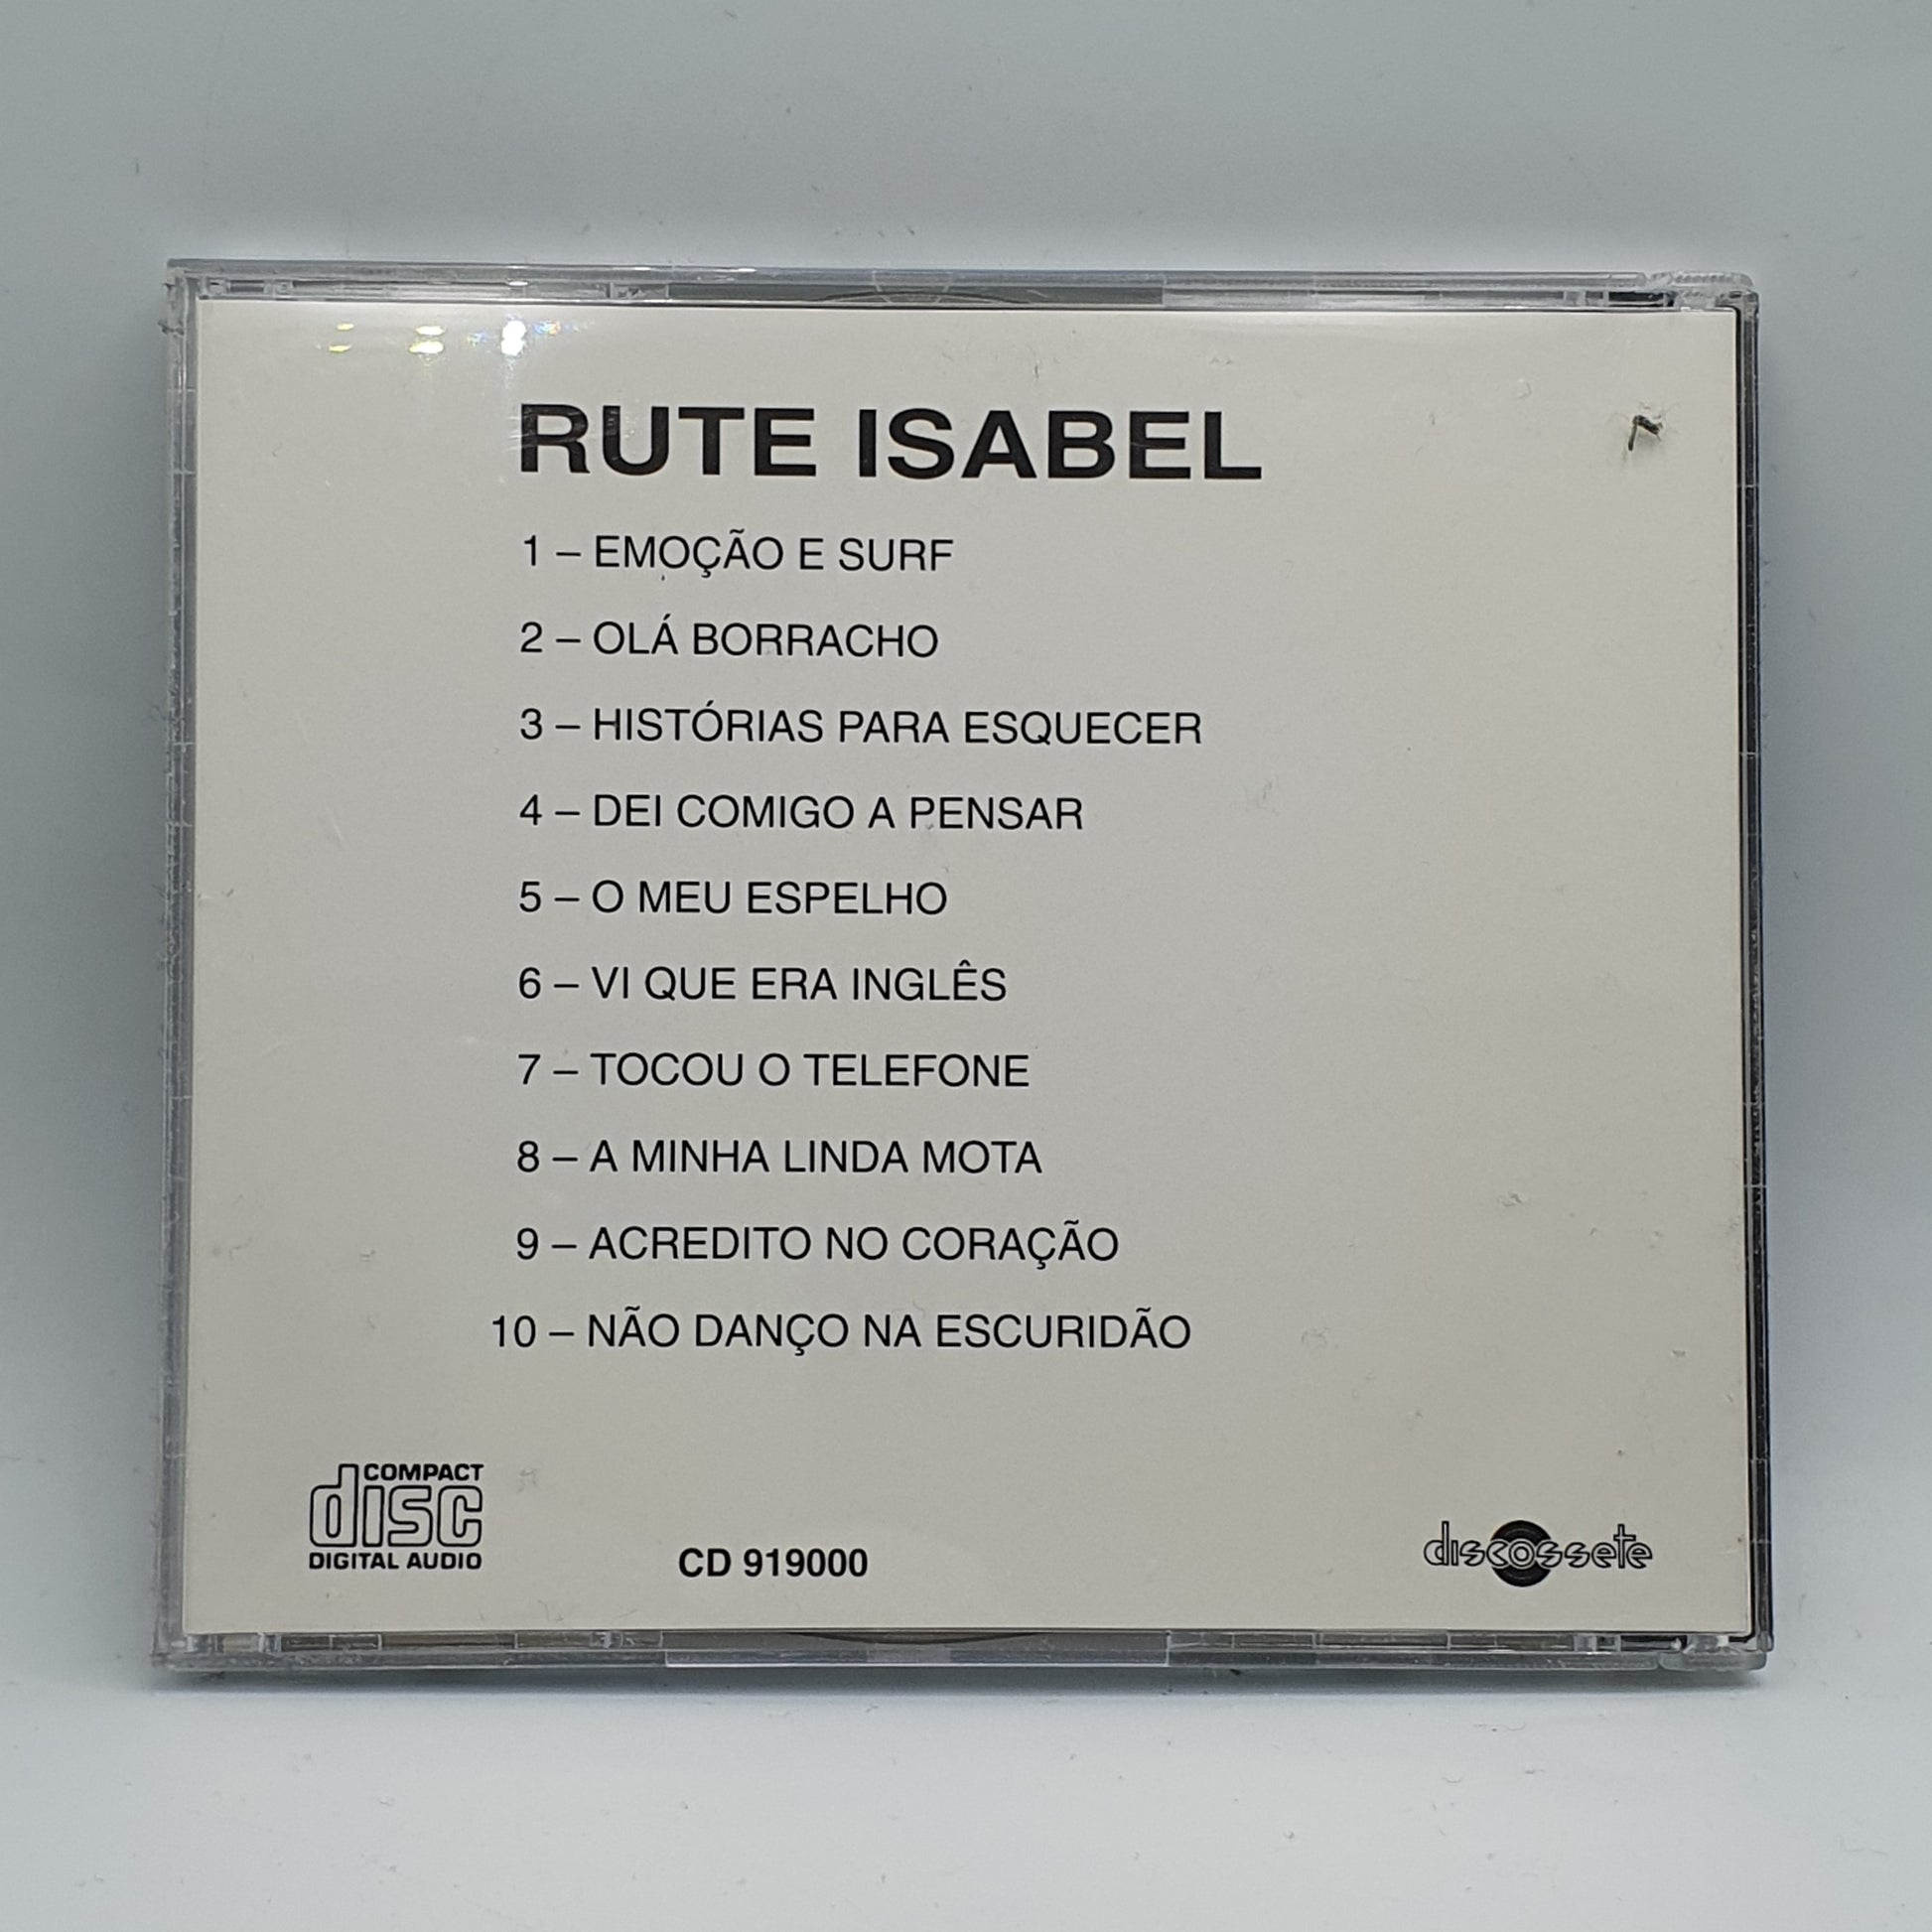 RUTE ISABEL
1 – EMOÇÃO E SURF
2 – OLÁ BORRACHO
3 – HISTÓRIAS PARA ESQUECER
4 – DEI COMIGO A PENSAR
5 – O MEU ESPELHO
6 – VI QUE ERA INGLÊS
7 – TOCOU O TELEFONE
8 – A MINHA LINDA MOTA
9 – ACREDITO NO CORAÇÃO
10 – NÃO DANÇO NA ESCURIDÃO
COMPACT
disc
DIGITAL AUDIO
CD 919000
discossete